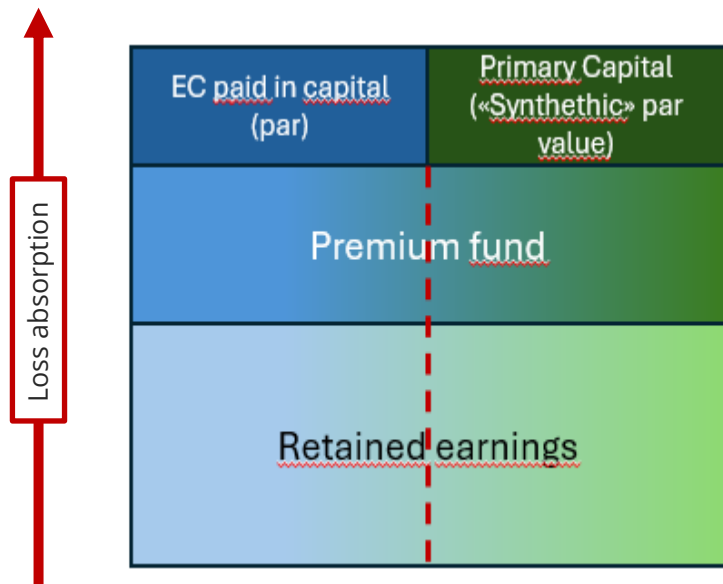 Loss absorption
EC paid in capital
(par)
Primary Capital
(«Synthethic» par
value)
Premium fund
Retained earnings